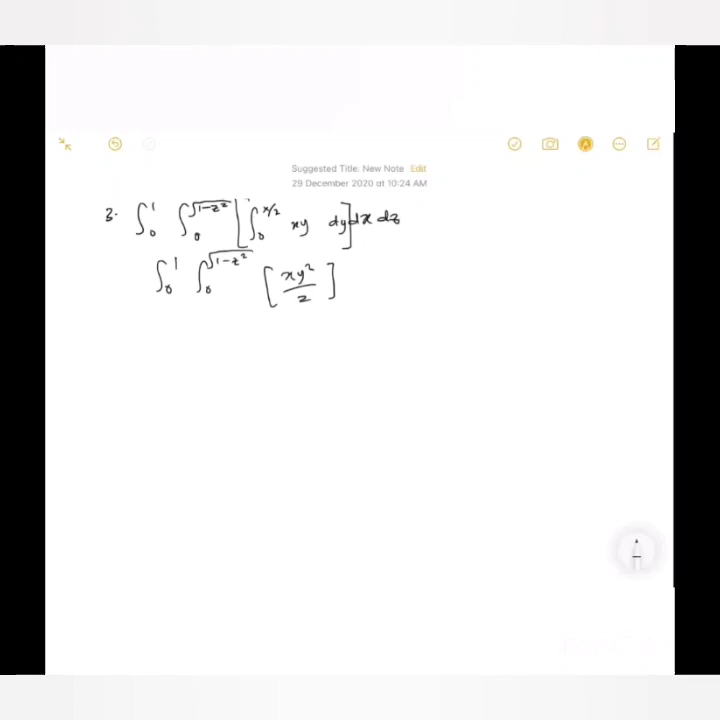 Suggested Title: New Note Edit
29 December 2020 at 10:24 AM
3. ∫₀¹ ∫₀^√(1-z²) [∫₀^x/2 xy dy] dx dz
∫₀¹ ∫₀^√(1-z²) [xy²/2]